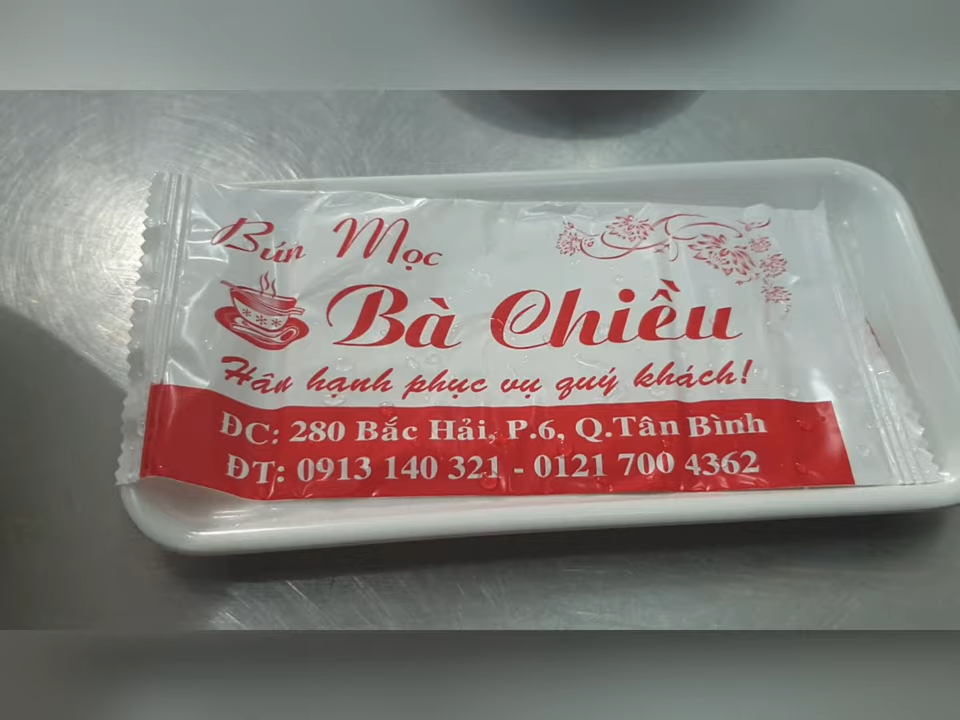 Bún Mọc
Bà Chiều
Hân hạnh phục vụ quý khách!
ĐC: 280 Bắc Hải, P.6, Q.Tân Bình
ĐT: 0913 140 321 - 0121 700 4362